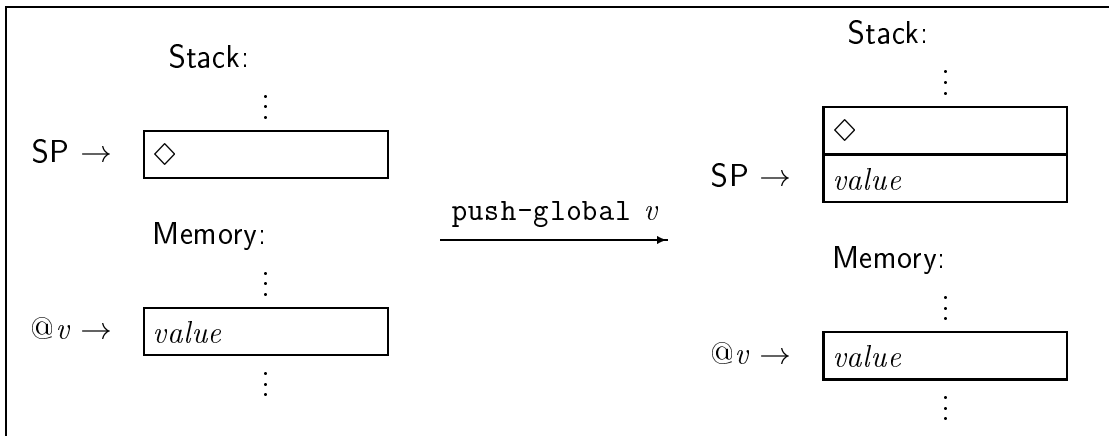 Stack:
⋮
SP → ◇
Memory:
⋮
@v → value
⋮
push-global v
Stack:
⋮
◇
SP → value
Memory:
⋮
@v → value
⋮